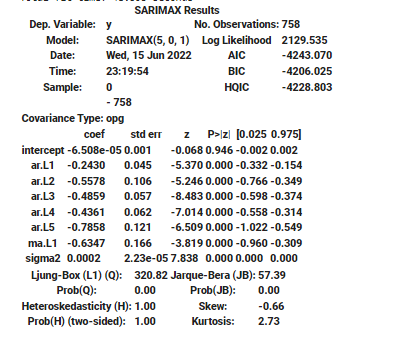 SARIMAX Results
Dep. Variable: y No. Observations: 758
Model: SARIMAX(5, 0, 1) Log Likelihood 2129.535
Date: Wed, 15 Jun 2022 AIC -4243.070
Time: 23:19:54 BIC -4206.025
Sample: 0 HQIC -4228.803
- 758
Covariance Type: opg
coef std err z P>|z| [0.025 0.975]
intercept -6.508e-05 0.001 -0.068 0.946 -0.002 0.002
ar.L1 -0.2430 0.045 -5.370 0.000 -0.332 -0.154
ar.L2 -0.5578 0.106 -5.246 0.000 -0.766 -0.349
ar.L3 -0.4859 0.057 -8.483 0.000 -0.598 -0.374
ar.L4 -0.4361 0.062 -7.014 0.000 -0.558 -0.314
ar.L5 -0.7858 0.121 -6.509 0.000 -1.022 -0.549
ma.L1 -0.6347 0.166 -3.819 0.000 -0.960 -0.309
sigma2 0.0002 2.23e-05 7.838 0.000 0.000 0.000
Ljung-Box (L1) (Q): 320.82 Jarque-Bera (JB): 57.39
Prob(Q): 0.00 Prob(JB): 0.00
Heteroskedasticity (H): 1.00 Skew: -0.66
Prob(H) (two-sided): 1.00 Kurtosis: 2.73